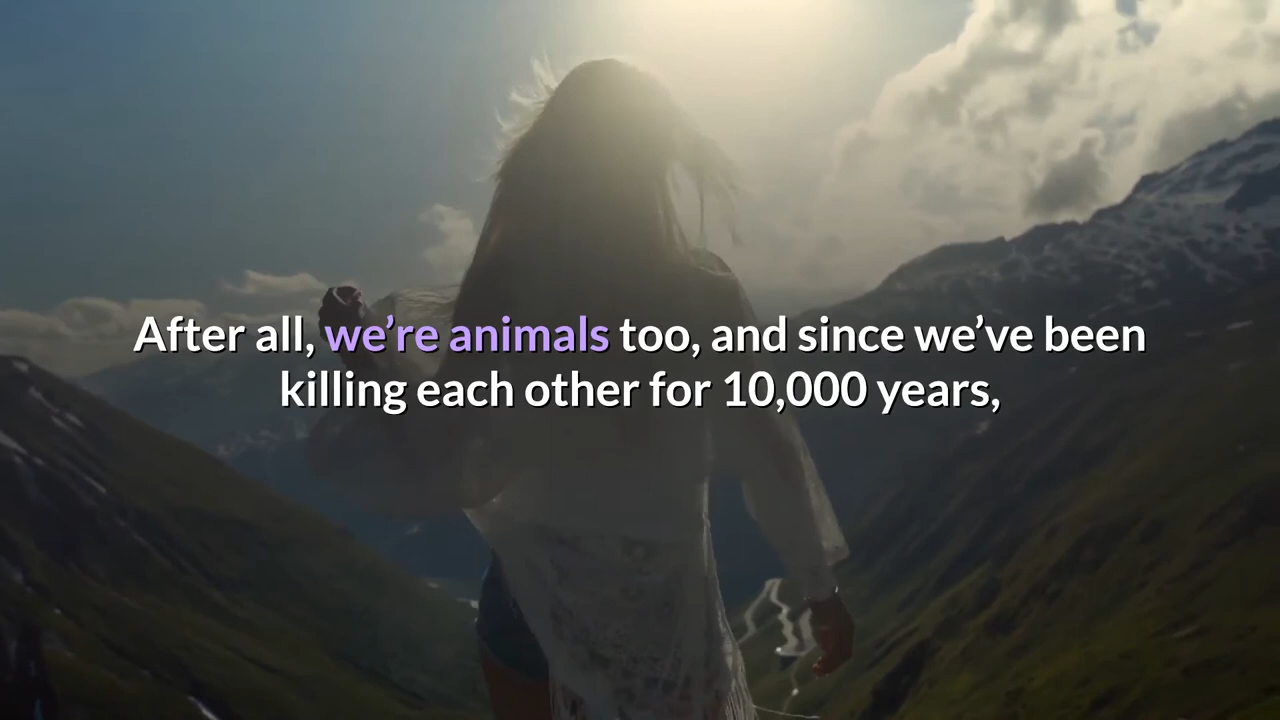 After all, we’re animals too, and since we’ve been
killing each other for 10,000 years,